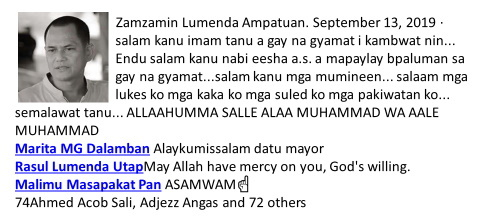 Zamzamin Lumenda Ampatuan. September 13, 2019 ·
salam kanu imam tanu a gay na gyamat i kambwat nin...
Endu salam kanu nabi eesha a.s. a mapaylay bpaluman sa
gay na gyamat...salam kanu mga mumineen... salaam mga
lukes ko mga kaka ko mga suled ko mga pakiwatan ko...
semalawat tanu... ALLAAHUMMA SALLE ALAA MUHAMMAD WA AALE
MUHAMMAD
Marita MG Dalamban Alaykumissalam datu mayor
Rasul Lumenda UtapMay Allah have mercy on you, God's willing.
Malimu Masapakat Pan ASAMWAM☝
74Ahmed Acob Sali, Adjezz Angas and 72 others